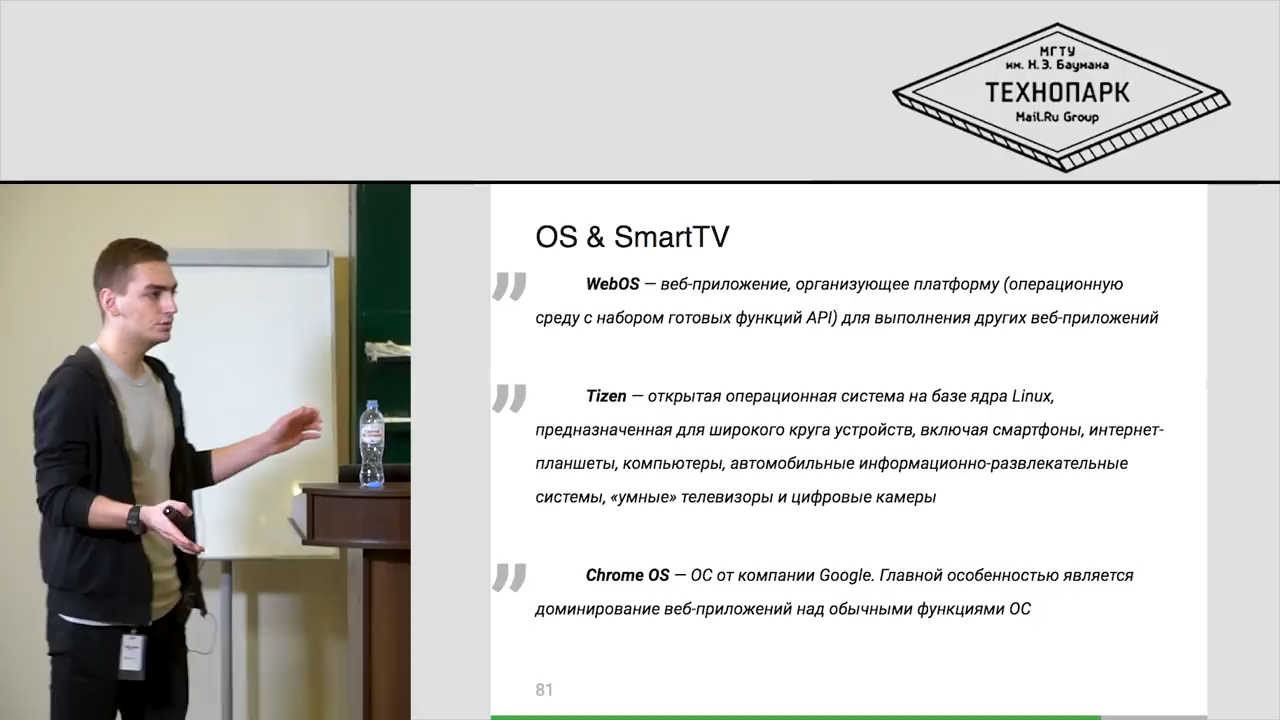 МГТУ
им. Н.Э. Баумана
ТЕХНОПАРК
Mail.Ru Group
OS & SmartTV
” WebOS — веб-приложение, организующее платформу (операционную
среду с набором готовых функций API) для выполнения других веб-приложений
” Tizen — открытая операционная система на базе ядра Linux,
предназначенная для широкого круга устройств, включая смартфоны, интернет-
планшеты, компьютеры, автомобильные информационно-развлекательные
системы, «умные» телевизоры и цифровые камеры
” Chrome OS — ОС от компании Google. Главной особенностью является
доминирование веб-приложений над обычными функциями ОС
81